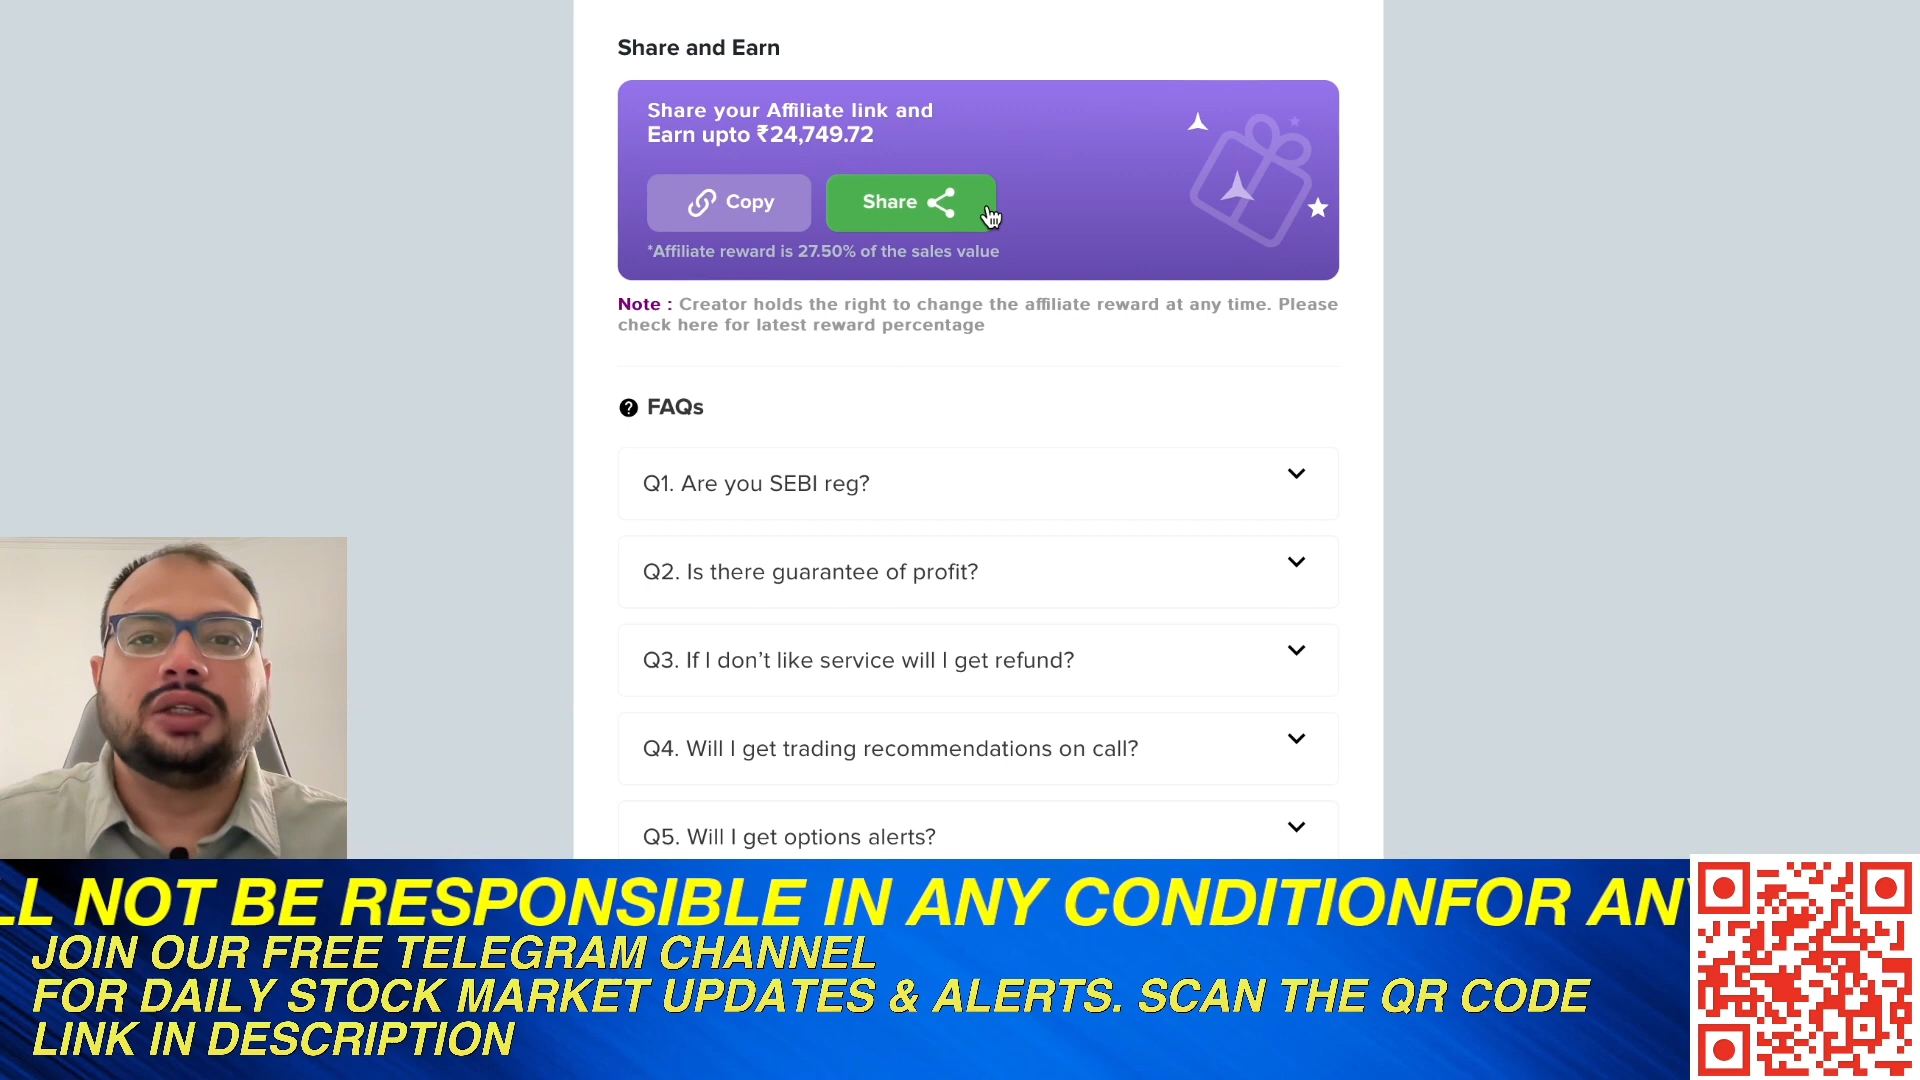 Share and Earn
Share your Affiliate link and
Earn upto ₹24,749.72
Copy
Share
*Affiliate reward is 27.50% of the sales value
Note : Creator holds the right to change the affiliate reward at any time. Please
check here for latest reward percentage
FAQs
Q1. Are you SEBI reg?
Q2. Is there guarantee of profit?
Q3. If I don’t like service will I get refund?
Q4. Will I get trading recommendations on call?
Q5. Will I get options alerts?
LL NOT BE RESPONSIBLE IN ANY CONDITIONFOR ANY
JOIN OUR FREE TELEGRAM CHANNEL
FOR DAILY STOCK MARKET UPDATES & ALERTS. SCAN THE QR CODE
LINK IN DESCRIPTION